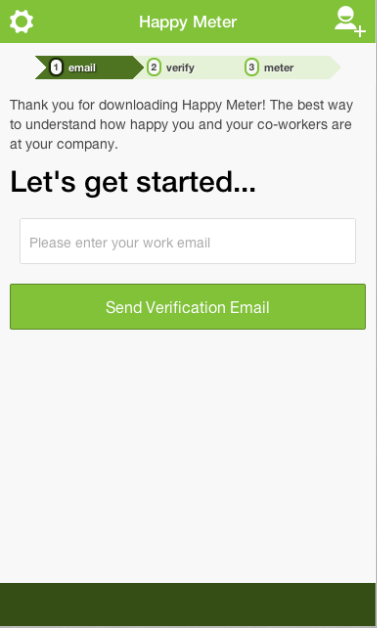 Happy Meter
1 email 2 verify 3 meter
Thank you for downloading Happy Meter! The best way
to understand how happy you and your co-workers are
at your company.
Let's get started...
Please enter your work email
Send Verification Email